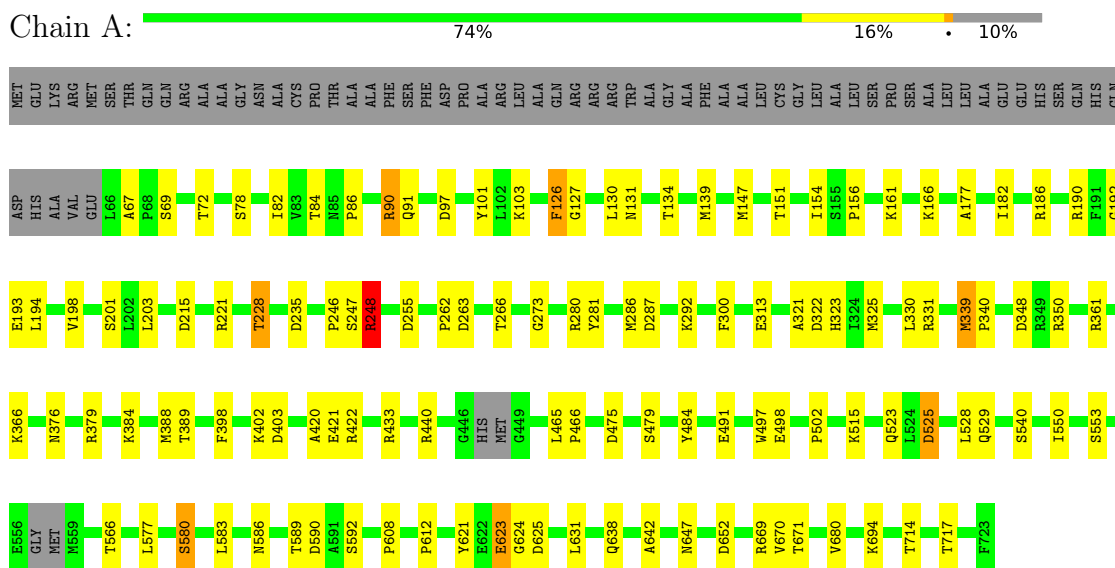 Chain A:
74% 16% • 10%
MET GLU LYS ARG MET SER THR GLN GLN ARG ALA ALA GLY ASN ALA CYS PRO THR ALA ALA PHE SER PHE ASP PRO ALA ARG LEU ALA GLN ARG ARG ARG TRP ALA GLY ALA PHE ALA ALA LEU CYS GLY LEU ALA LEU SER PRO SER ALA LEU LEU ALA GLU GLU HIS SER GLN HIS GLN
ASP HIS ALA VAL GLU L66 A67 P68 S69 T72 S78 I82 V83 T84 N85 P86 R90 Q91 D97 Y101 L102 K103 F126 G127 L130 N131 T134 M139 M147 T151 I154 S155 P156 K161 K166 A177 I182 R186 R190 F191 G192
E193 L194 V198 S201 L202 L203 D215 R221 T228 D235 P246 S247 R248 D255 P262 D263 T266 G273 R280 Y281 M286 D287 K292 F300 E313 A321 D322 H323 I324 M325 L330 R331 M339 P340 D348 R349 R350 R361
K366 N376 R379 K384 M388 T389 F398 K402 D403 A420 E421 R422 R433 R440 G446 HIS MET G449 L465 P466 D475 S479 Y484 E491 W497 E498 P502 K515 Q523 L524 D525 L528 Q529 S540 I550 S553
E556 GLY MET M559 T566 L577 S580 L583 N586 T589 D590 A591 S592 P608 P612 Y621 E622 E623 G624 D625 L631 Q638 A642 N647 D652 R669 V670 T671 V680 K694 T714 T717 F723